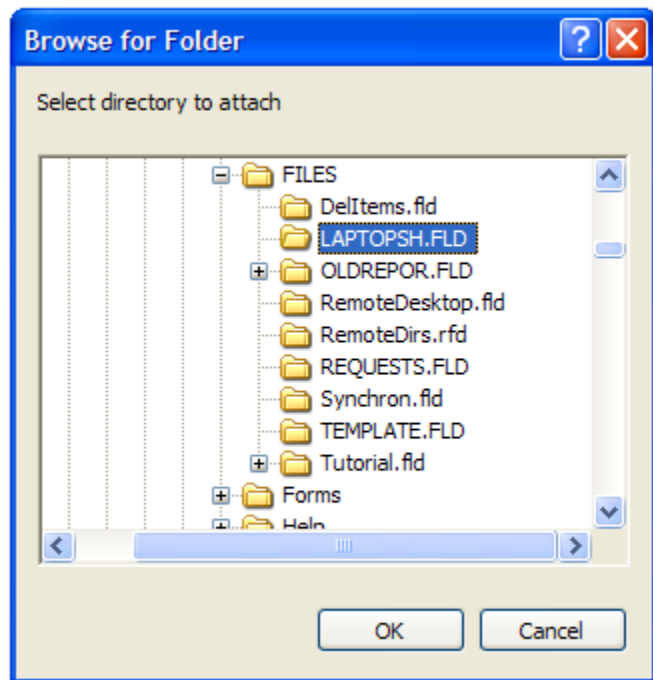 Browse for Folder
Select directory to attach
FILES
DelItems.fld
LAPTOPSH.FLD
OLDREPOR.FLD
RemoteDesktop.fld
RemoteDirs.rfd
REQUESTS.FLD
Synchron.fld
TEMPLATE.FLD
Tutorial.fld
Forms
Help
OK Cancel